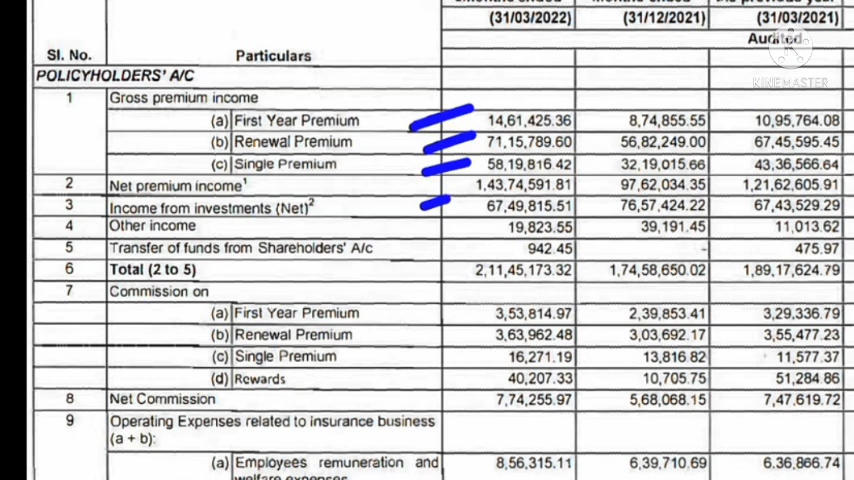 (31/03/2022) (31/12/2021) (31/03/2021)
Audited
KINEMASTER
Sl. No. Particulars
POLICYHOLDERS' A/C
1 Gross premium income
(a) First Year Premium 14,61,425.36 8,74,855.55 10,95,764.08
(b) Renewal Premium 71,15,789.60 56,82,249.00 67,45,595.45
(c) Single Premium 58,19,816.42 32,19,015.66 43,36,566.64
2 Net premium income1 1,43,74,591.81 97,62,034.35 1,21,62,605.91
3 Income from investments (Net)2 67,49,815.51 76,57,424.22 67,43,529.29
4 Other income 19,823.55 39,191.45 11,013.62
5 Transfer of funds from Shareholders' A/c 942.45 - 475.97
6 Total (2 to 5) 2,11,45,173.32 1,74,58,650.02 1,89,17,624.79
7 Commission on
(a) First Year Premium 3,53,814.97 2,39,853.41 3,29,336.79
(b) Renewal Premium 3,63,962.48 3,03,692.17 3,55,477.23
(c) Single Premium 16,271.19 13,816.82 11,577.37
(d) Rewards 40,207.33 10,705.75 51,284.86
8 Net Commission 7,74,255.97 5,68,068.15 7,47,619.72
9 Operating Expenses related to insurance business
(a + b):
(a) Employees remuneration and 8,56,315.11 6,39,710.69 6,36,866.74